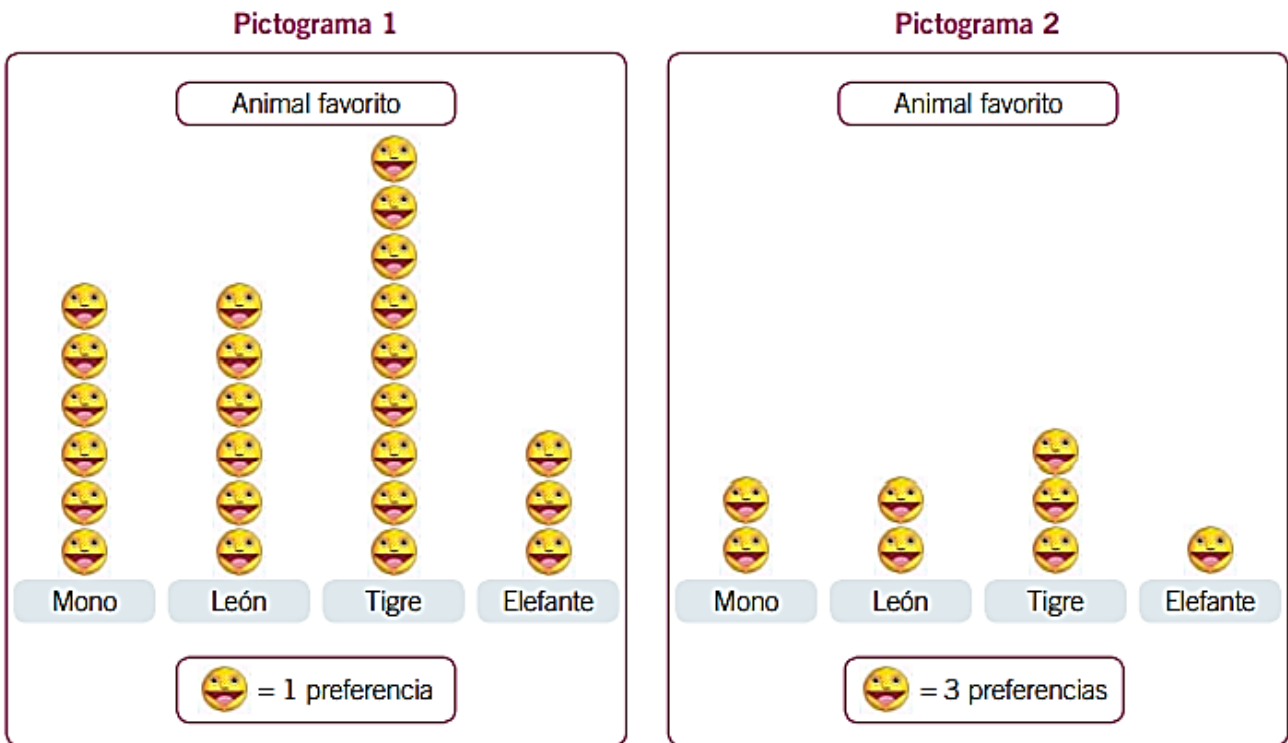 Pictograma 1
Animal favorito
Mono León Tigre Elefante
= 1 preferencia
Pictograma 2
Animal favorito
Mono León Tigre Elefante
= 3 preferencias